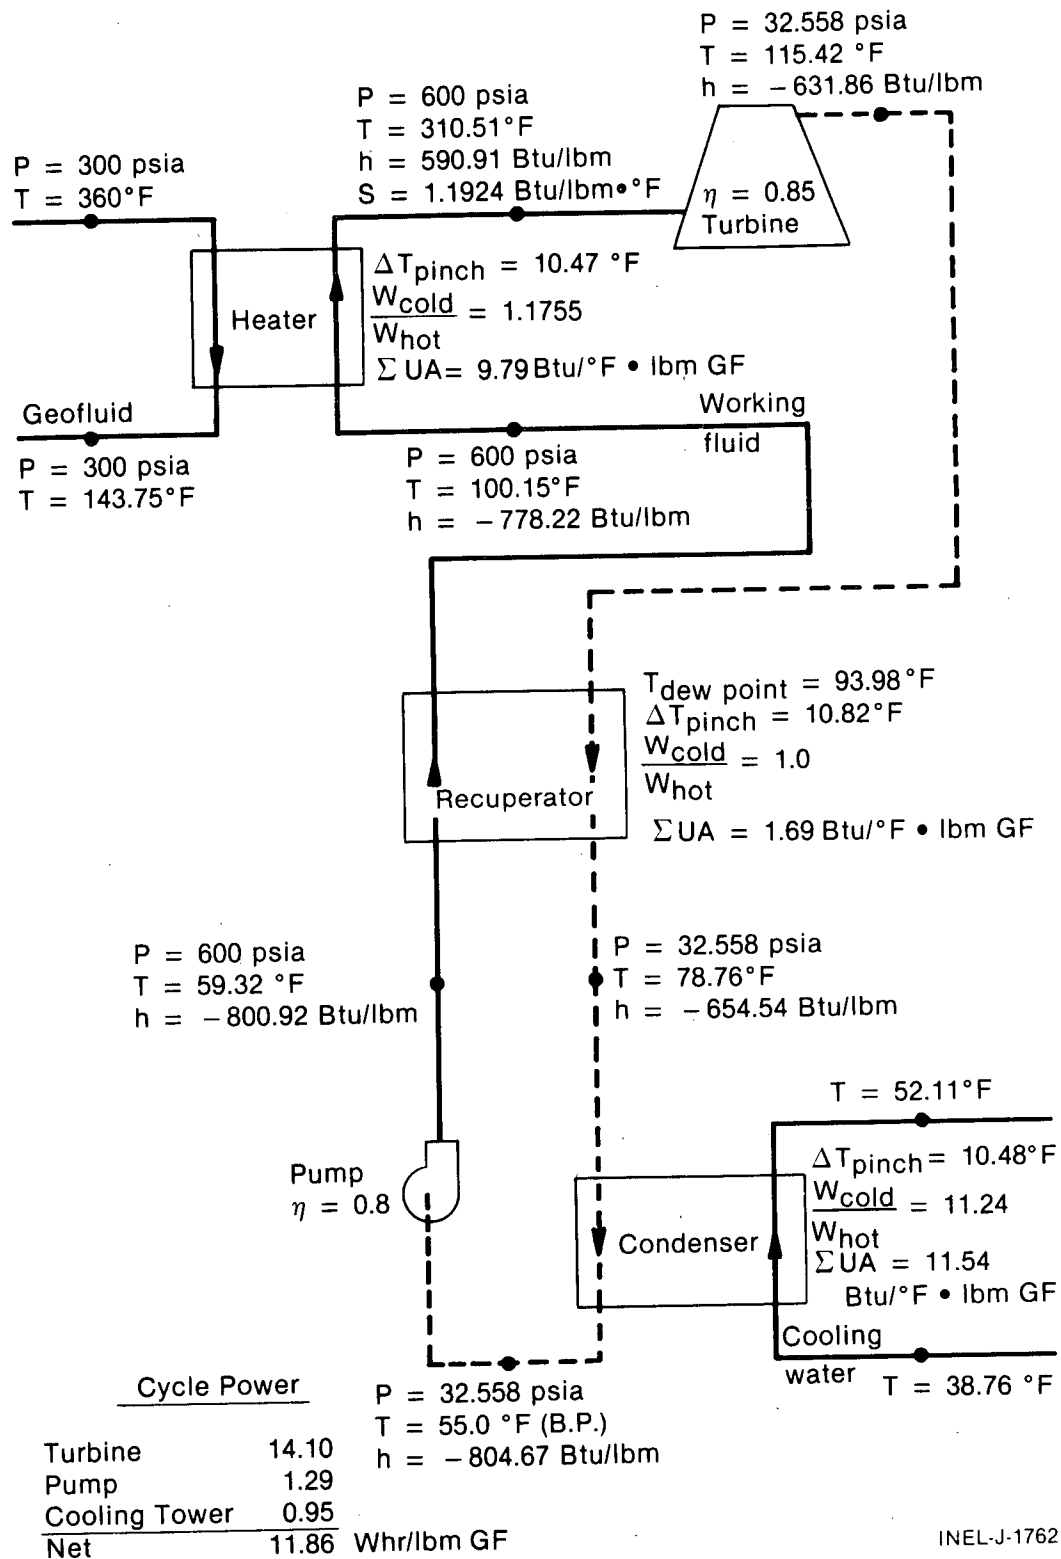 P = 32.558 psia
T = 115.42 °F
h = −631.86 Btu/lbm
P = 600 psia
T = 310.51°F
h = 590.91 Btu/lbm
S = 1.1924 Btu/lbm•°F
P = 300 psia
T = 360°F
η = 0.85
Turbine
Heater
ΔTpinch = 10.47 °F
Wcold
Whot
= 1.1755
Σ UA = 9.79 Btu/°F • lbm GF
Geofluid
P = 300 psia
T = 143.75°F
Working
fluid
P = 600 psia
T = 100.15°F
h = −778.22 Btu/lbm
Recuperator
Tdew point = 93.98°F
ΔTpinch = 10.82°F
Wcold
Whot
= 1.0
ΣUA = 1.69 Btu/°F • lbm GF
P = 600 psia
T = 59.32 °F
h = −800.92 Btu/lbm
P = 32.558 psia
T = 78.76°F
h = −654.54 Btu/lbm
Pump
η = 0.8
T = 52.11°F
Condenser
ΔTpinch = 10.48°F
Wcold
Whot
= 11.24
ΣUA = 11.54
Btu/°F • lbm GF
Cooling
water
T = 38.76 °F
P = 32.558 psia
T = 55.0 °F (B.P.)
h = −804.67 Btu/lbm
Cycle Power
Turbine 14.10
Pump 1.29
Cooling Tower 0.95
Net 11.86 Whr/lbm GF
INEL-J-1762